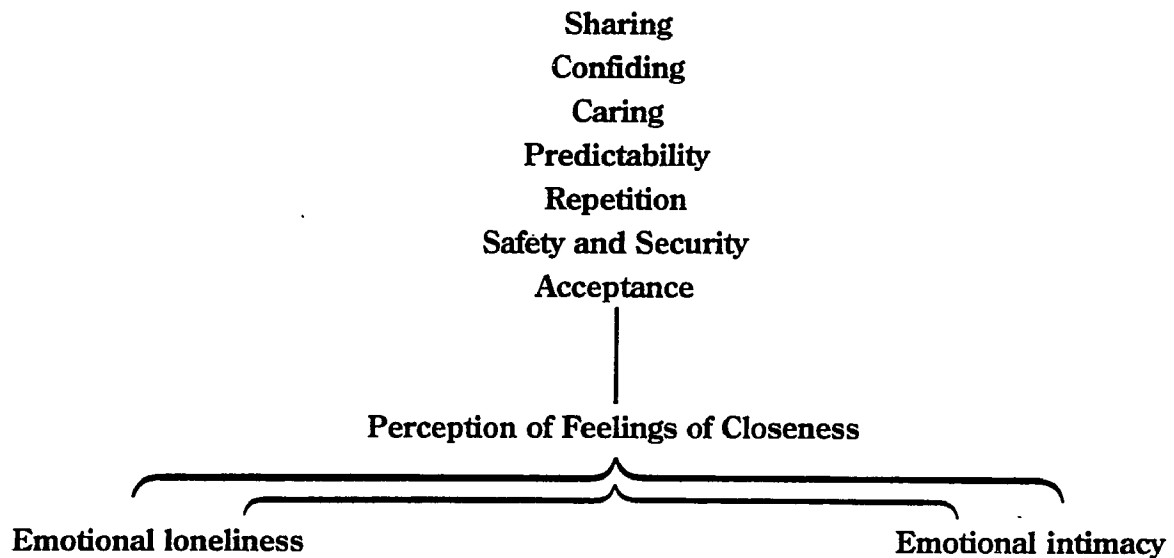 Sharing
Confiding
Caring
Predictability
Repetition
Safety and Security
Acceptance
Perception of Feelings of Closeness
Emotional loneliness
Emotional intimacy